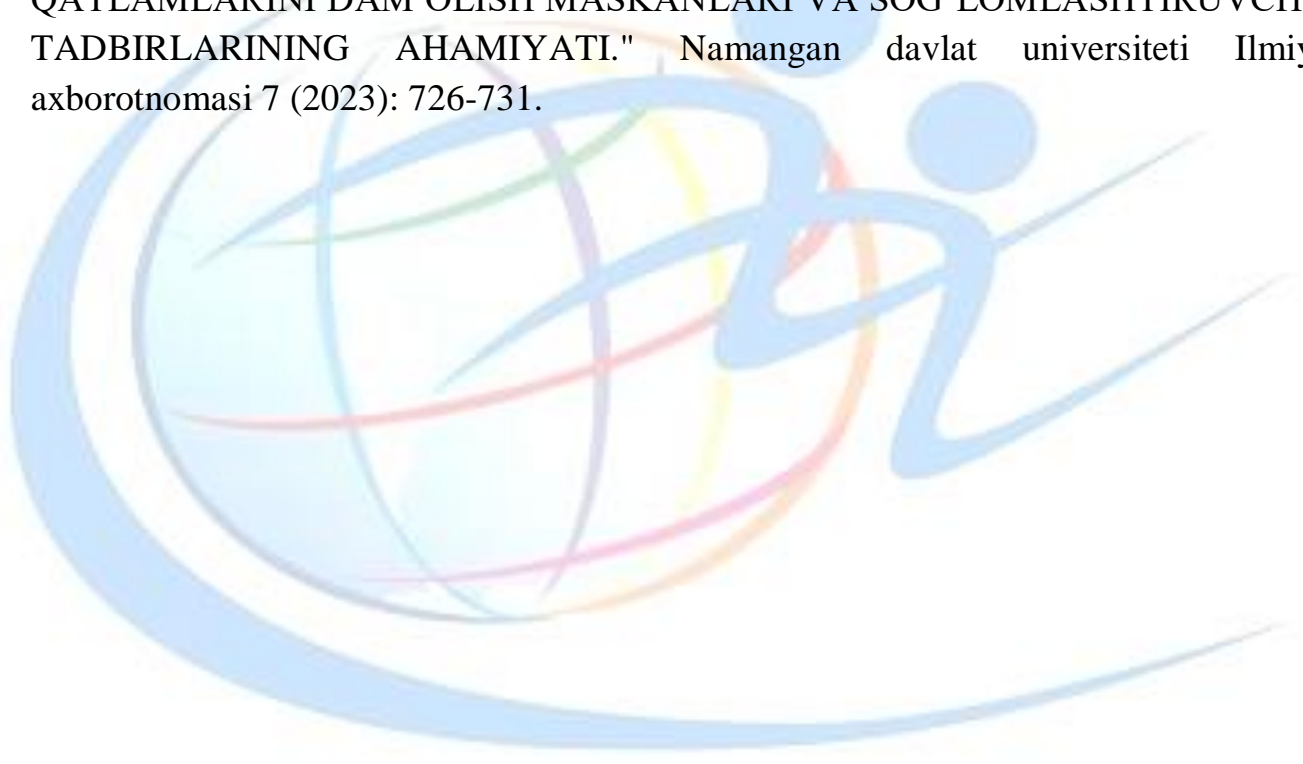 QATLAMLARINI DAM OLISH MASKANLARI VA SOG'LOMLASHTIRUVCHI
TADBIRLARINING AHAMIYATI." Namangan davlat universiteti Ilmiy
axborotnomasi 7 (2023): 726-731.